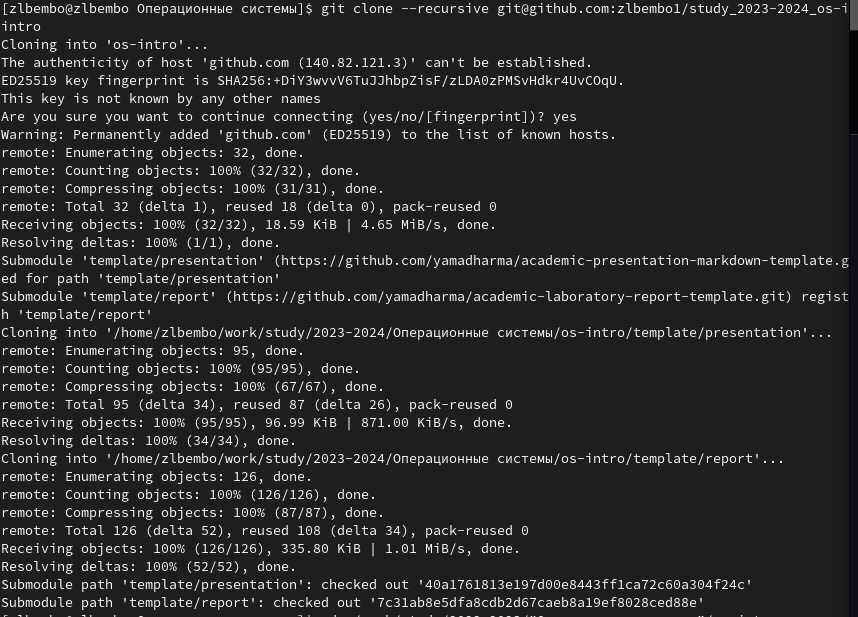 [zlbembo@zlbembo Операционные системы]$ git clone --recursive git@github.com:zlbembo1/study_2023-2024_os-i
intro
Cloning into 'os-intro'...
The authenticity of host 'github.com (140.82.121.3)' can't be established.
ED25519 key fingerprint is SHA256:+DiY3wvvV6TuJJhbpZisF/zLDA0zPMSvHdkr4UvCOqU.
This key is not known by any other names
Are you sure you want to continue connecting (yes/no/[fingerprint])? yes
Warning: Permanently added 'github.com' (ED25519) to the list of known hosts.
remote: Enumerating objects: 32, done.
remote: Counting objects: 100% (32/32), done.
remote: Compressing objects: 100% (31/31), done.
remote: Total 32 (delta 1), reused 18 (delta 0), pack-reused 0
Receiving objects: 100% (32/32), 18.59 KiB | 4.65 MiB/s, done.
Resolving deltas: 100% (1/1), done.
Submodule 'template/presentation' (https://github.com/yamadharma/academic-presentation-markdown-template.g
ed for path 'template/presentation'
Submodule 'template/report' (https://github.com/yamadharma/academic-laboratory-report-template.git) regist
h 'template/report'
Cloning into '/home/zlbembo/work/study/2023-2024/Операционные системы/os-intro/template/presentation'...
remote: Enumerating objects: 95, done.
remote: Counting objects: 100% (95/95), done.
remote: Compressing objects: 100% (67/67), done.
remote: Total 95 (delta 34), reused 87 (delta 26), pack-reused 0
Receiving objects: 100% (95/95), 96.99 KiB | 871.00 KiB/s, done.
Resolving deltas: 100% (34/34), done.
Cloning into '/home/zlbembo/work/study/2023-2024/Операционные системы/os-intro/template/report'...
remote: Enumerating objects: 126, done.
remote: Counting objects: 100% (126/126), done.
remote: Compressing objects: 100% (87/87), done.
remote: Total 126 (delta 52), reused 108 (delta 34), pack-reused 0
Receiving objects: 100% (126/126), 335.80 KiB | 1.01 MiB/s, done.
Resolving deltas: 100% (52/52), done.
Submodule path 'template/presentation': checked out '40a1761813e197d00e8443ff1ca72c60a304f24c'
Submodule path 'template/report': checked out '7c31ab8e5dfa8cdb2d67caeb8a19ef8028ced88e'